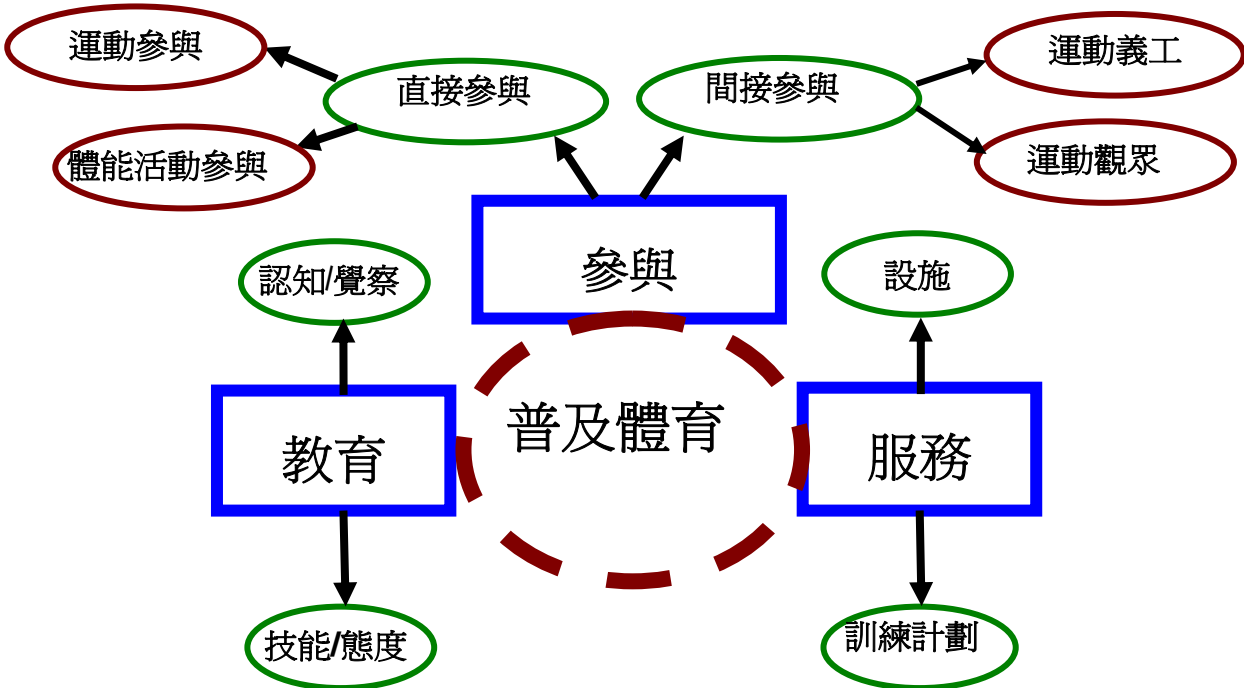 運動參與
直接參與
間接參與
運動義工
體能活動參與
運動觀眾
參與
認知/覺察
設施
普及體育
教育
服務
技能/態度
訓練計劃